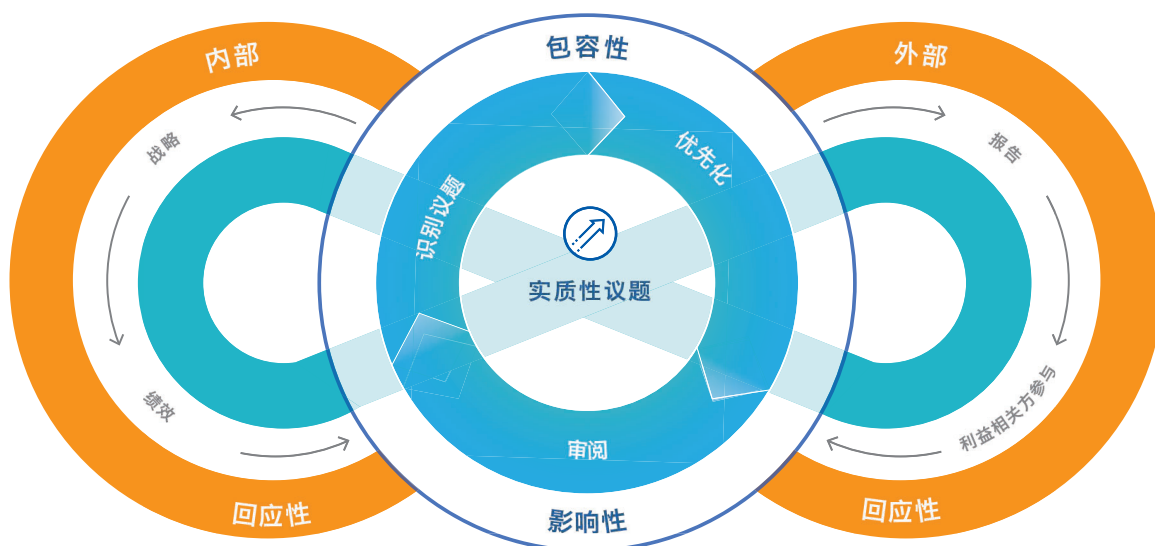 内部
战略
绩效
回应性
包容性
识别议题
优先化
实质性议题
审阅
影响性
外部
报告
利益相关方参与
回应性